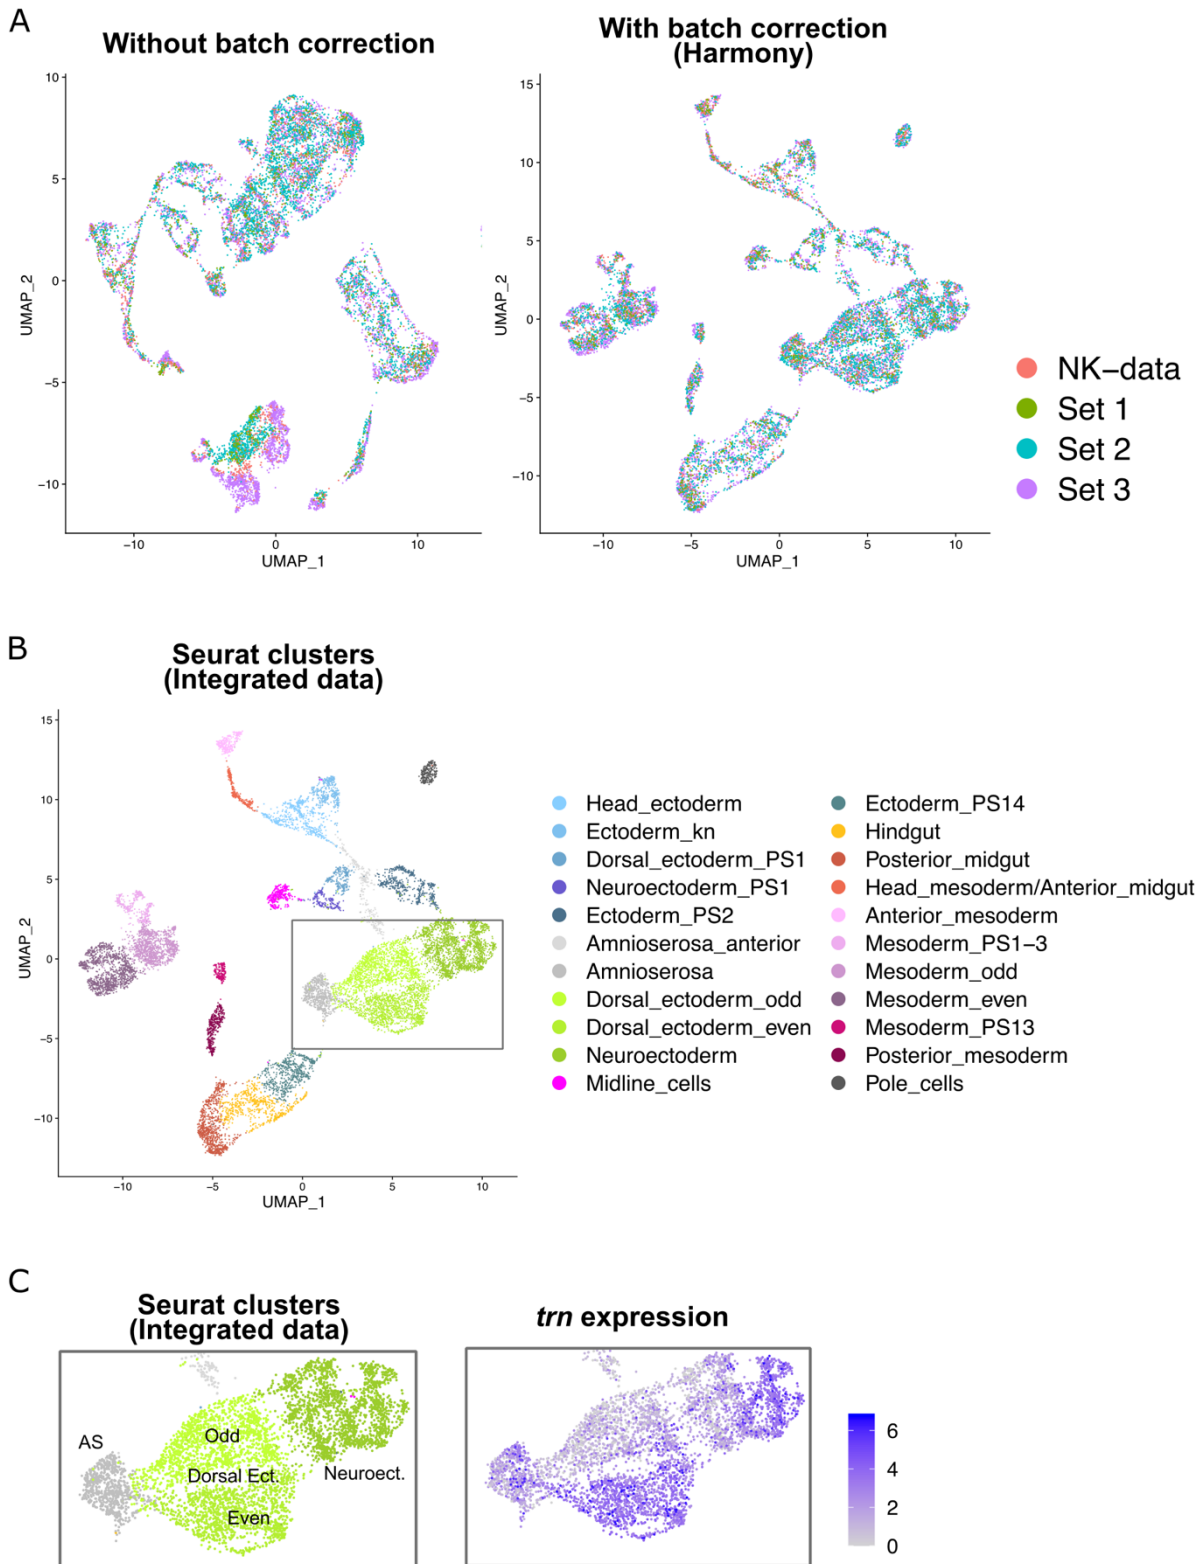 A
Without batch correction
With batch correction
(Harmony)
10
5
0
−5
−10
UMAP_2
−10
0
10
UMAP_1
15
10
5
0
−5
−10
UMAP_2
−10
−5
0
5
10
UMAP_1
NK−data
Set 1
Set 2
Set 3
B
Seurat clusters
(Integrated data)
15
10
5
0
−5
−10
UMAP_2
−10
−5
0
5
10
UMAP_1
Head_ectoderm
Ectoderm_kn
Dorsal_ectoderm_PS1
Neuroectoderm_PS1
Ectoderm_PS2
Amnioserosa_anterior
Amnioserosa
Dorsal_ectoderm_odd
Dorsal_ectoderm_even
Neuroectoderm
Midline_cells
Ectoderm_PS14
Hindgut
Posterior_midgut
Head_mesoderm/Anterior_midgut
Anterior_mesoderm
Mesoderm_PS1−3
Mesoderm_odd
Mesoderm_even
Mesoderm_PS13
Posterior_mesoderm
Pole_cells
C
Seurat clusters
(Integrated data)
AS
Odd
Dorsal Ect.
Neuroect.
Even
trn expression
6
4
2
0